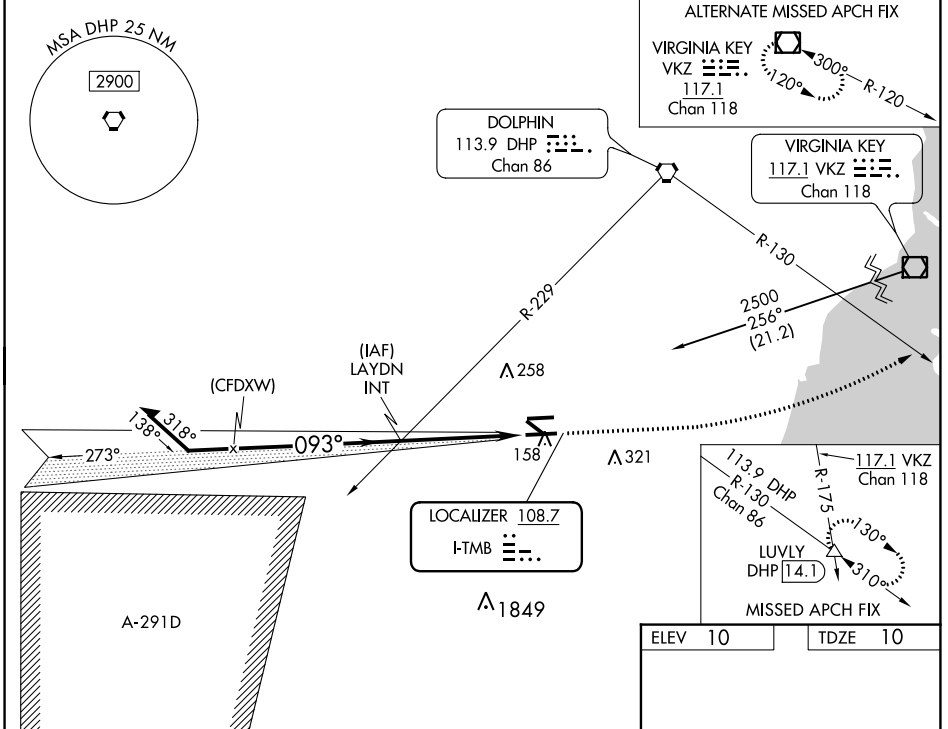 MSA DHP 25 NM
2900
ALTERNATE MISSED APCH FIX
VIRGINIA KEY
VKZ
117.1
Chan 118
300°
R-120
120°
DOLPHIN
113.9 DHP
Chan 86
VIRGINIA KEY
117.1 VKZ
Chan 118
R-130
R-229
2500
256°
(21.2)
(IAF)
LAYDN
INT
(CFDXW)
258
318°
138°
093°
273°
158
321
LOCALIZER 108.7
I-TMB
1849
A-291D
113.9 DHP
R-130
Chan 86
117.1 VKZ
Chan 118
R-175
130°
LUVLY
DHP 14.1
310°
MISSED APCH FIX
ELEV 10
TDZE 10